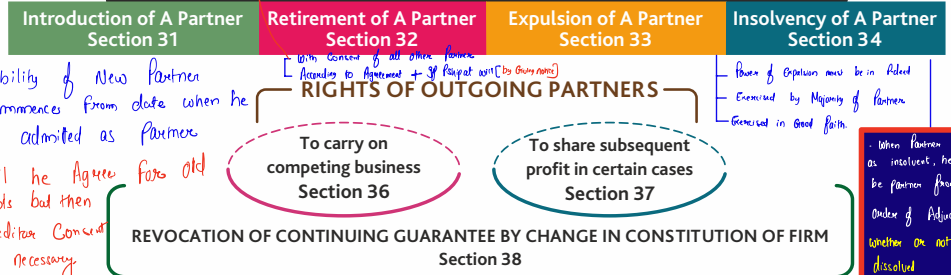 Introduction of A Partner
Section 31
Retirement of A Partner
Section 32
Expulsion of A Partner
Section 33
Insolvency of A Partner
Section 34
bility of New Partner
mmences from date when he
admitted as Partner
l he Agree for old
but then
editor Consent
necessary.
With Consent of all other Partners
According to Agreement + If Pship at will [by Giving notice]
Power of Expulsion must be in
Exercised by Majority of Partner
Exercised in Good faith.
RIGHTS OF OUTGOING PARTNERS
To carry on
competing business
Section 36
To share subsequent
profit in certain cases
Section 37
REVOCATION OF CONTINUING GUARANTEE BY CHANGE IN CONSTITUTION OF FIRM
Section 38
- When Partner
as insolvent, he
be partner fro
order of Adju
whether or not
dissolved